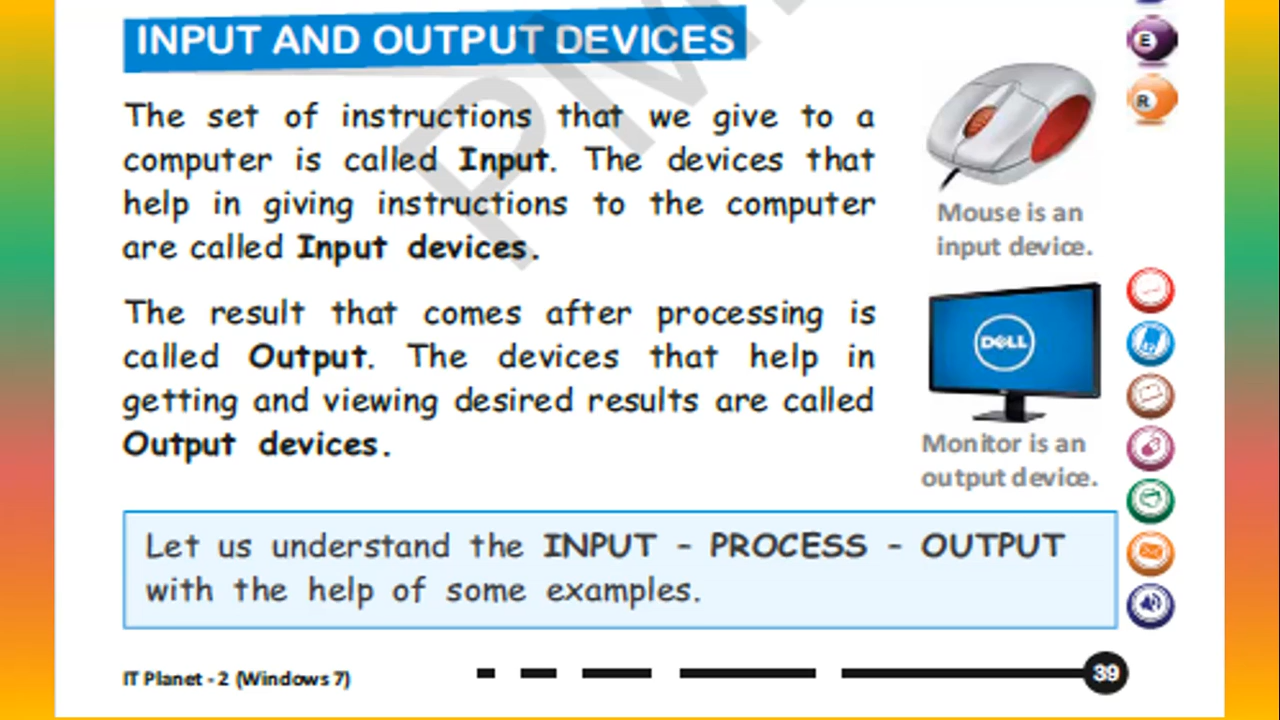 INPUT AND OUTPUT DEVICES
E
R
The set of instructions that we give to a
computer is called Input. The devices that
help in giving instructions to the computer
are called Input devices.
Mouse is an
input device.
The result that comes after processing is
called Output. The devices that help in
getting and viewing desired results are called
Output devices.
DELL
Monitor is an
output device.
Let us understand the INPUT - PROCESS - OUTPUT
with the help of some examples.
IT Planet - 2 (Windows 7)
39